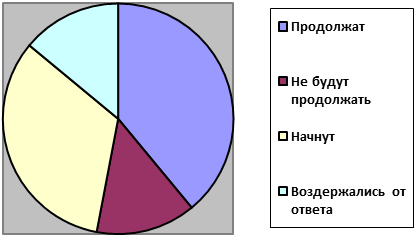 Продолжат
Не будут
продолжать
Начнут
Воздержались от
ответа